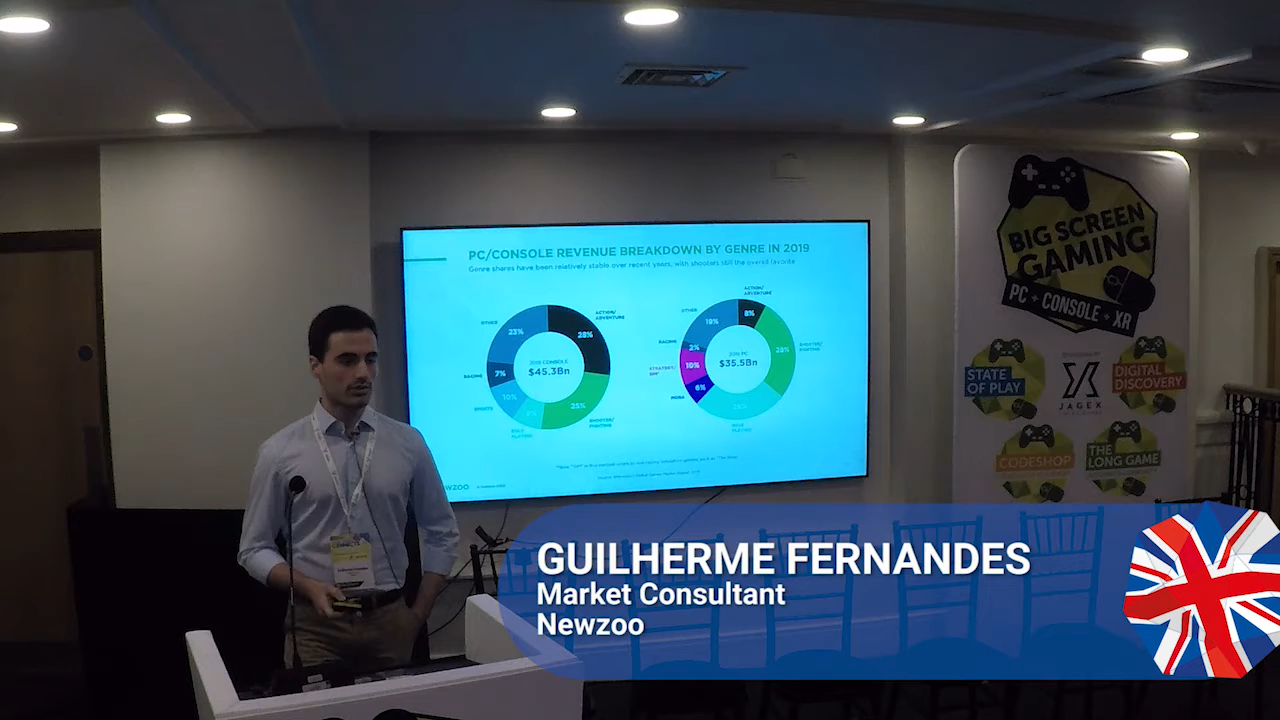 PC/CONSOLE REVENUE BREAKDOWN BY GENRE IN 2019
Genre shares have been relatively stable over recent years, with shooters still the overall favorite
OTHER
23%
ACTION/
ADVENTURE
28%
RACING
7%
2019 CONSOLE
$45.3Bn
SPORTS
10%
ROLE
PLAYING
25%
SHOOTER/
FIGHTING
ACTION/
ADVENTURE
8%
OTHER
19%
RACING
2%
10%
2019 PC
$35.5Bn
28%
SHOOTER/
FIGHTING
MOBA
6%
ROLE
PLAYING
BIG SCREEN
GAMING
PC + CONSOLE + XR
STATE
OF PLAY
JAGEX
DIGITAL
DISCOVERY
CODESHOP
THE
LONG GAME
GUILHERME FERNANDES
Market Consultant
Newzoo